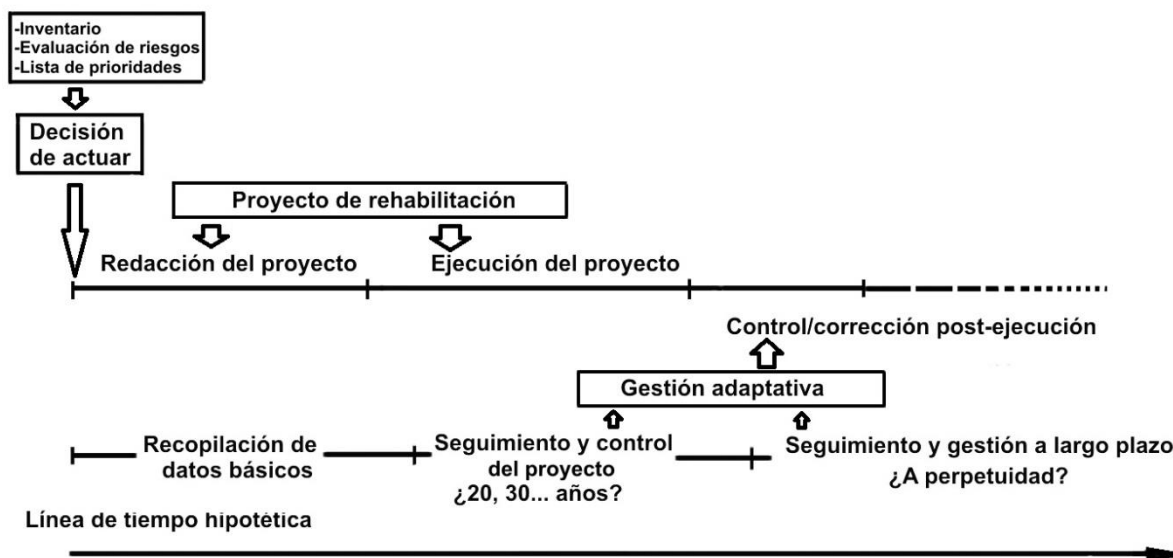 -Inventario
-Evaluación de riesgos
-Lista de prioridades
Decisión
de actuar
Proyecto de rehabilitación
Redacción del proyecto
Ejecución del proyecto
Control/corrección post-ejecución
Gestión adaptativa
Recopilación de
datos básicos
Seguimiento y control
del proyecto
¿20, 30... años?
Seguimiento y gestión a largo plazo
¿A perpetuidad?
Línea de tiempo hipotética